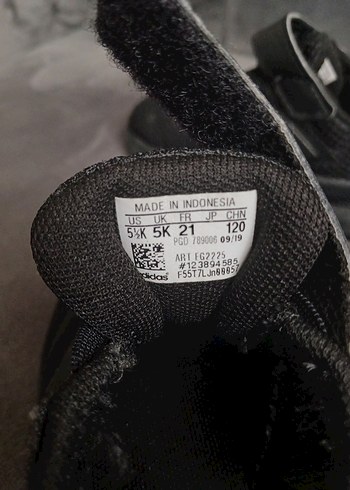 MADE IN INDONESIA
US UK FR JP CHN
5½K 5K 21 120
PGD 789006 09/19
ART EG2225
#123894585
adidas F55T7LJn00057